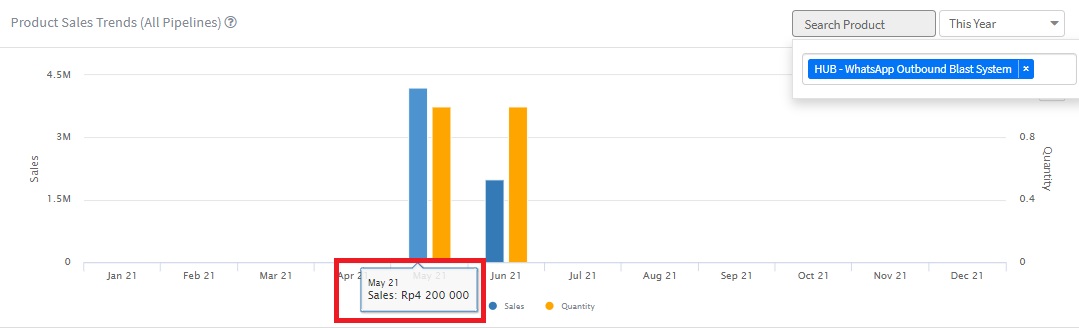 Product Sales Trends (All Pipelines) ?
Search Product
This Year
HUB - WhatsApp Outbound Blast System ×
4.5M
3M
1.5M
0
Sales
0.8
0.4
0
Quantity
Jan 21 Feb 21 Mar 21 Apr May 21 Jun 21 Jul 21 Aug 21 Sep 21 Oct 21 Nov 21 Dec 21
May 21
Sales: Rp4 200 000
Sales Quantity